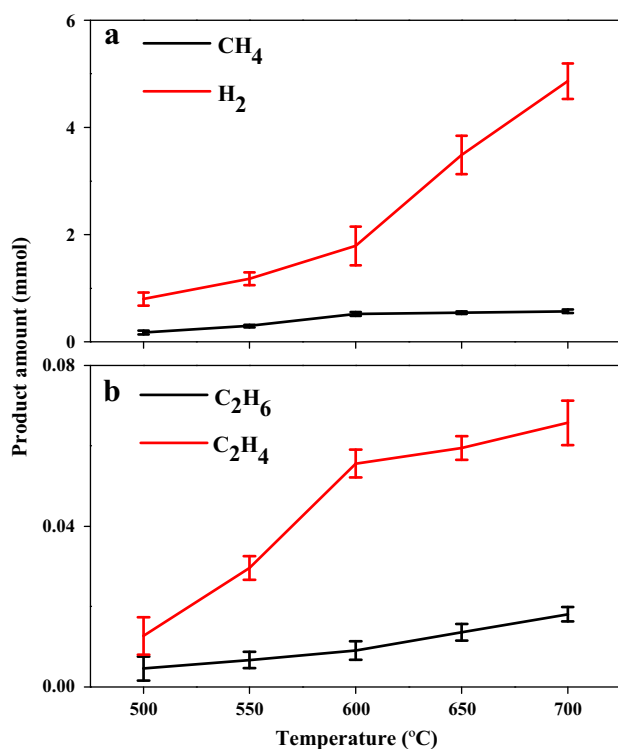 a
CH4
H2
6
4
2
0
Product amount (mmol)
b
C2H6
C2H4
0.08
0.04
0.00
500 550 600 650 700
Temperature (ºC)